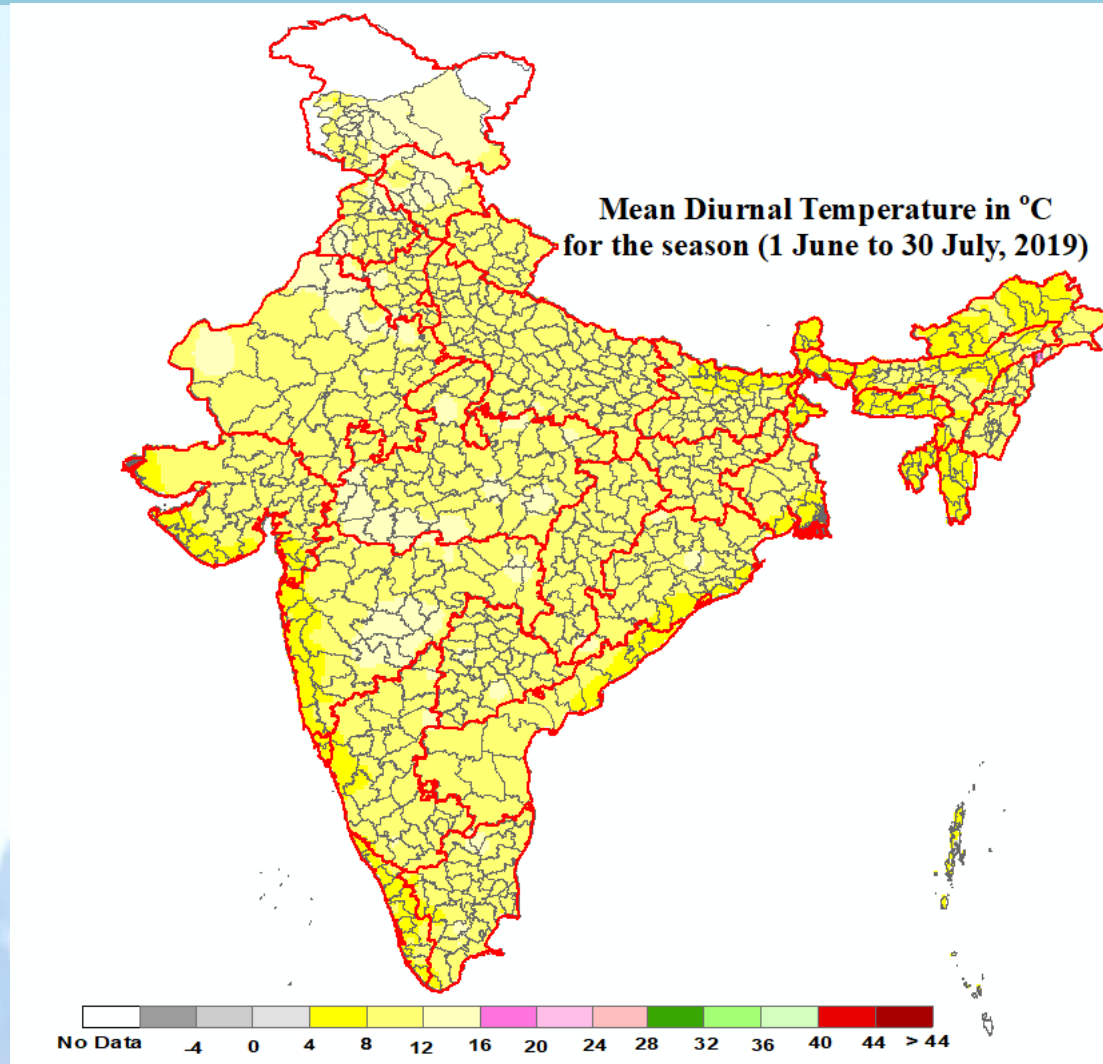 Mean Diurnal Temperature in °C
for the season (1 June to 30 July, 2019)
No Data -4 0 4 8 12 16 20 24 28 32 36 40 44 > 44